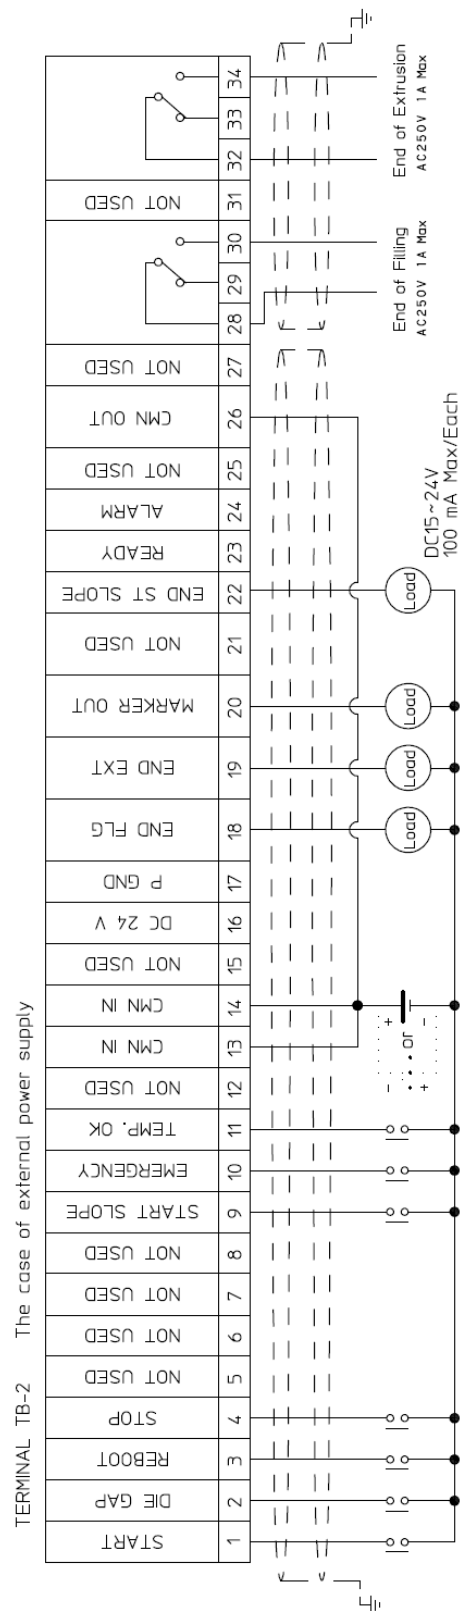 TERMINAL TB-2 The case of external power supply
1 START
2 DIE GAP
3 REBOOT
4 STOP
5 NOT USED
6 NOT USED
7 NOT USED
8 NOT USED
9 START SLOPE
10 EMERGENCY
11 TEMP. OK
12 NOT USED
13 CMN IN
14 CMN IN
15 NOT USED
16 DC 24 V
17 P GND
18 END FLG
19 END EXT
20 MARKER OUT
21 NOT USED
22 END ST SLOPE
23 READY
24 ALARM
25 NOT USED
26 CMN OUT
27 NOT USED
28
29
30
31 NOT USED
32
33
34
- +
or
+ -
Load
Load
Load
Load
DC15~24V
100 mA Max/Each
End of Filling
AC250V 1A Max
End of Extrusion
AC250V 1A Max